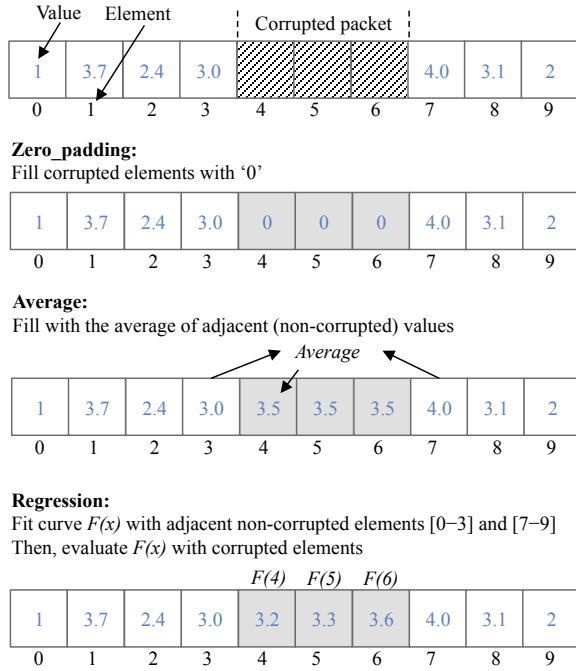 Value Element Corrupted packet
1 3.7 2.4 3.0 4.0 3.1 2
0 1 2 3 4 5 6 7 8 9
Zero_padding:
Fill corrupted elements with ‘0’
1 3.7 2.4 3.0 0 0 0 4.0 3.1 2
0 1 2 3 4 5 6 7 8 9
Average:
Fill with the average of adjacent (non-corrupted) values
Average
1 3.7 2.4 3.0 3.5 3.5 3.5 4.0 3.1 2
0 1 2 3 4 5 6 7 8 9
Regression:
Fit curve F(x) with adjacent non-corrupted elements [0−3] and [7−9]
Then, evaluate F(x) with corrupted elements
F(4) F(5) F(6)
1 3.7 2.4 3.0 3.2 3.3 3.6 4.0 3.1 2
0 1 2 3 4 5 6 7 8 9